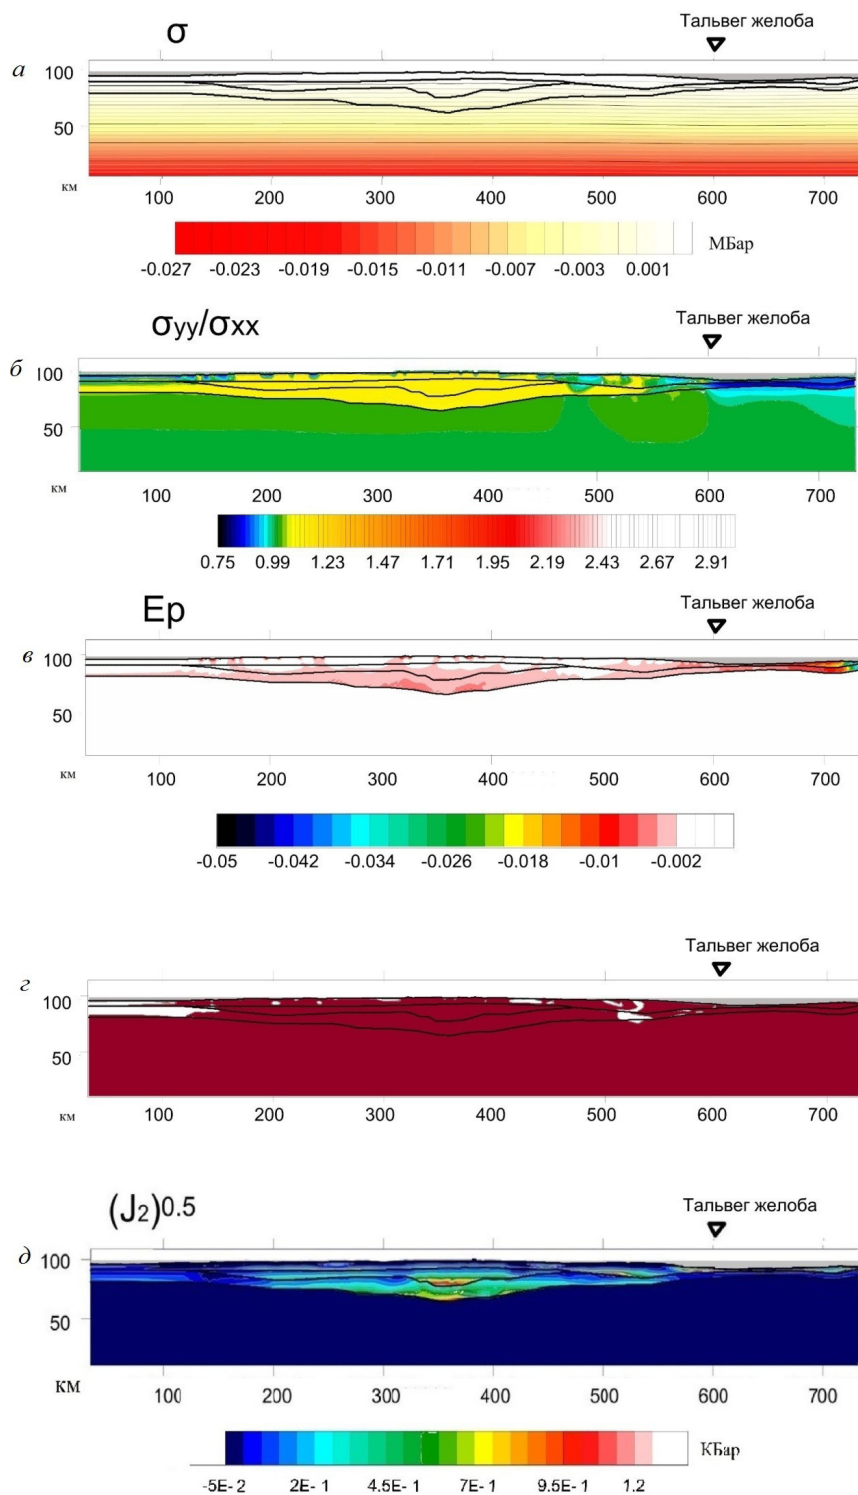 σ
Тальвег желоба
а
100
50
км
100 200 300 400 500 600 700
-0.027 -0.023 -0.019 -0.015 -0.011 -0.007 -0.003 0.001
МБар
σyy/σxx
Тальвег желоба
б
100
50
км
100 200 300 400 500 600 700
0.75 0.99 1.23 1.47 1.71 1.95 2.19 2.43 2.67 2.91
Ep
Тальвег желоба
в
100
50
км
100 200 300 400 500 600 700
-0.05 -0.042 -0.034 -0.026 -0.018 -0.01 -0.002
Тальвег желоба
г
100
50
км
100 200 300 400 500 600 700
(J2)0.5
Тальвег желоба
д
100
50
км
100 200 300 400 500 600 700
-5E-2 2E-1 4.5E-1 7E-1 9.5E-1 1.2
КБар